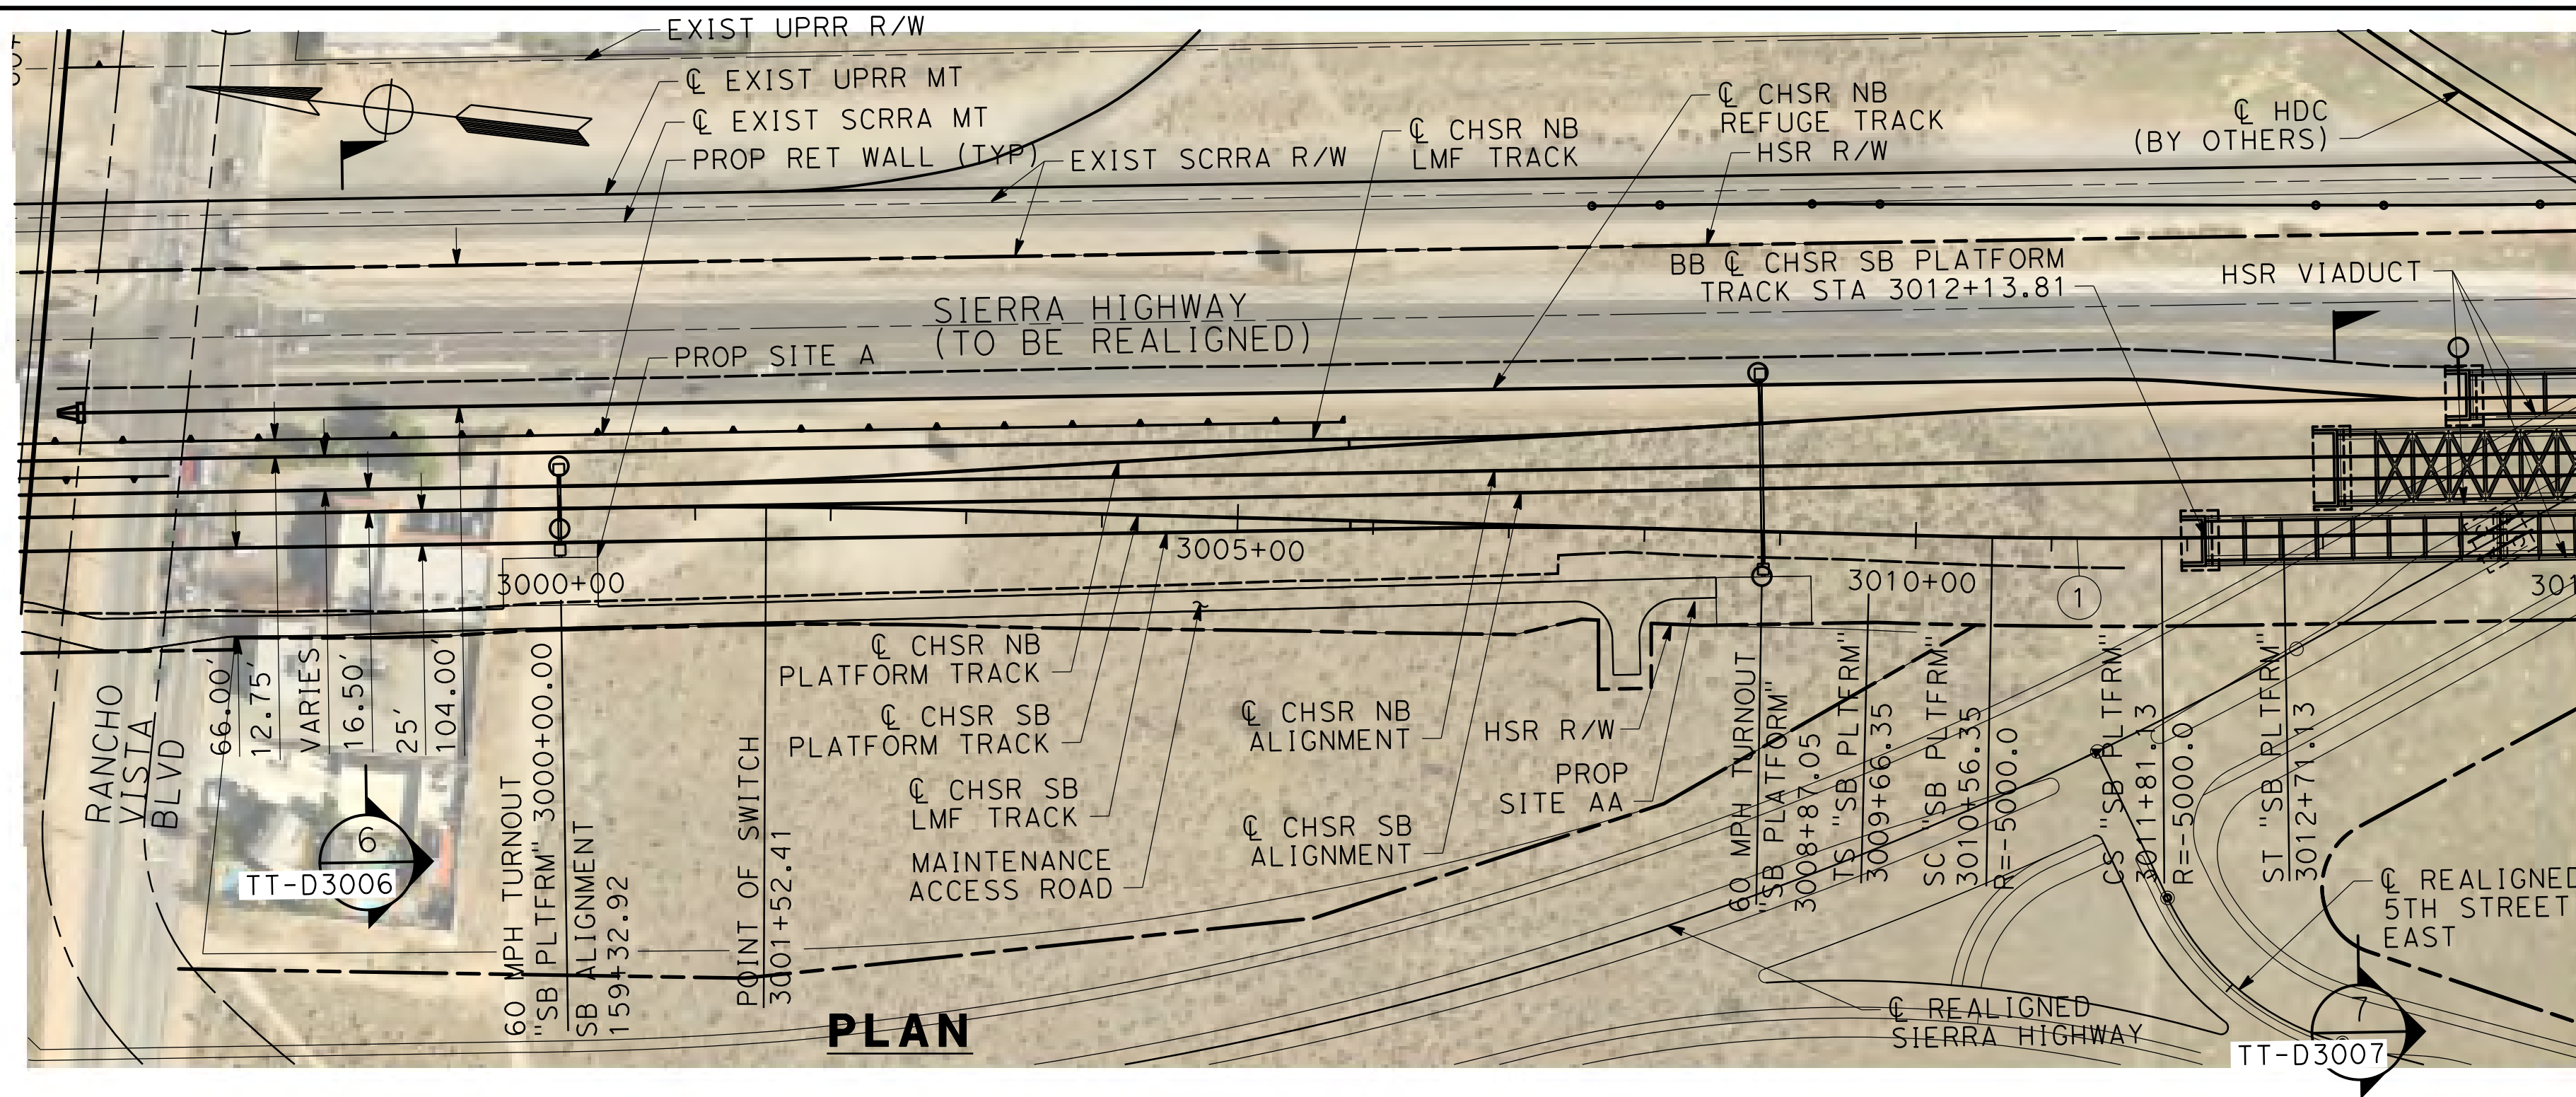 EXIST UPRR R/W
℄ EXIST UPRR MT
℄ EXIST SCRRA MT
PROP RET WALL (TYP)
EXIST SCRRA R/W
℄ CHSR NB
LMF TRACK
℄ CHSR NB
REFUGE TRACK
HSR R/W
℄ HDC
(BY OTHERS)
BB ℄ CHSR SB PLATFORM
TRACK STA 3012+13.81
HSR VIADUCT
SIERRA HIGHWAY
(TO BE REALIGNED)
PROP SITE A
3000+00
3005+00
3010+00
301
1
RANCHO
VISTA
BLVD
66.00′
12.75′
VARIES
16.50′
25′
104.00′
6
TT-D3006
60 MPH TURNOUT
"SB PLTFRM" 3000+00.00
SB ALIGNMENT
159+32.92
POINT OF SWITCH
3001+52.41
℄ CHSR NB
PLATFORM TRACK
℄ CHSR SB
PLATFORM TRACK
℄ CHSR SB
LMF TRACK
MAINTENANCE
ACCESS ROAD
℄ CHSR NB
ALIGNMENT
℄ CHSR SB
ALIGNMENT
HSR R/W
PROP
SITE AA
60 MPH TURNOUT
"SB PLATFORM"
3008+87.05
TS "SB PLTFRM"
3009+66.35
SC "SB PLTFRM"
3010+56.35
R=-5000.0
CS "SB PLTFRM"
3011+81.13
R=-5000.0
ST "SB PLTFRM"
3012+71.13
℄ REALIGNED
5TH STREET
EAST
℄ REALIGNED
SIERRA HIGHWAY
7
TT-D3007
PLAN